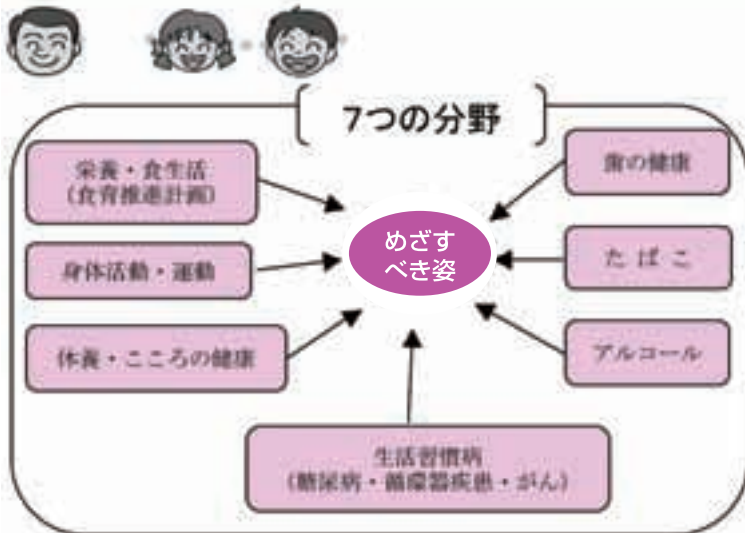 7つの分野
栄養・食生活
(食育推進計画)
身体活動・運動
休養・こころの健康
めざす
べき姿
歯の健康
たばこ
アルコール
生活習慣病
(糖尿病・循環器疾患・がん)